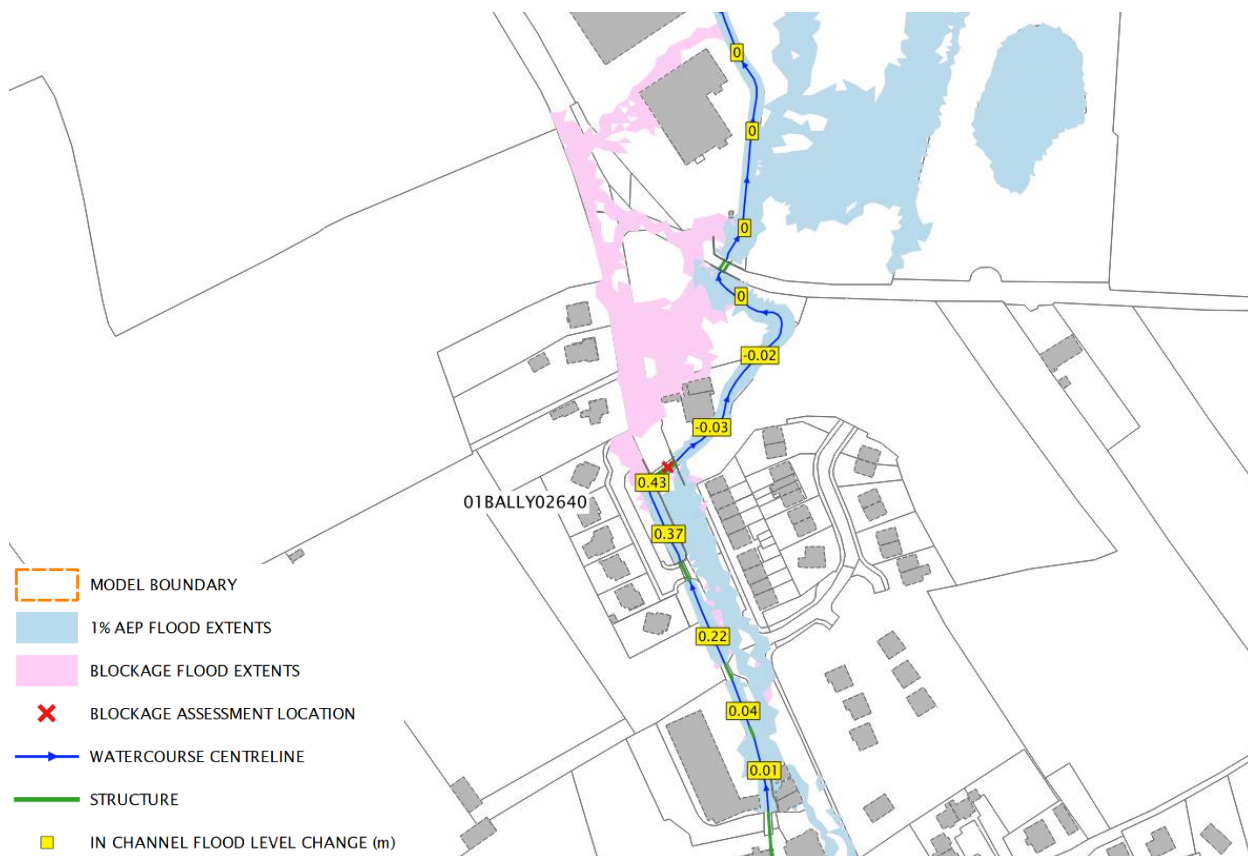 0
0
0
0
-0.02
-0.03
0.43
01BALLY02640
0.37
0.22
0.04
0.01
MODEL BOUNDARY
1% AEP FLOOD EXTENTS
BLOCKAGE FLOOD EXTENTS
BLOCKAGE ASSESSMENT LOCATION
WATERCOURSE CENTRELINE
STRUCTURE
IN CHANNEL FLOOD LEVEL CHANGE (m)